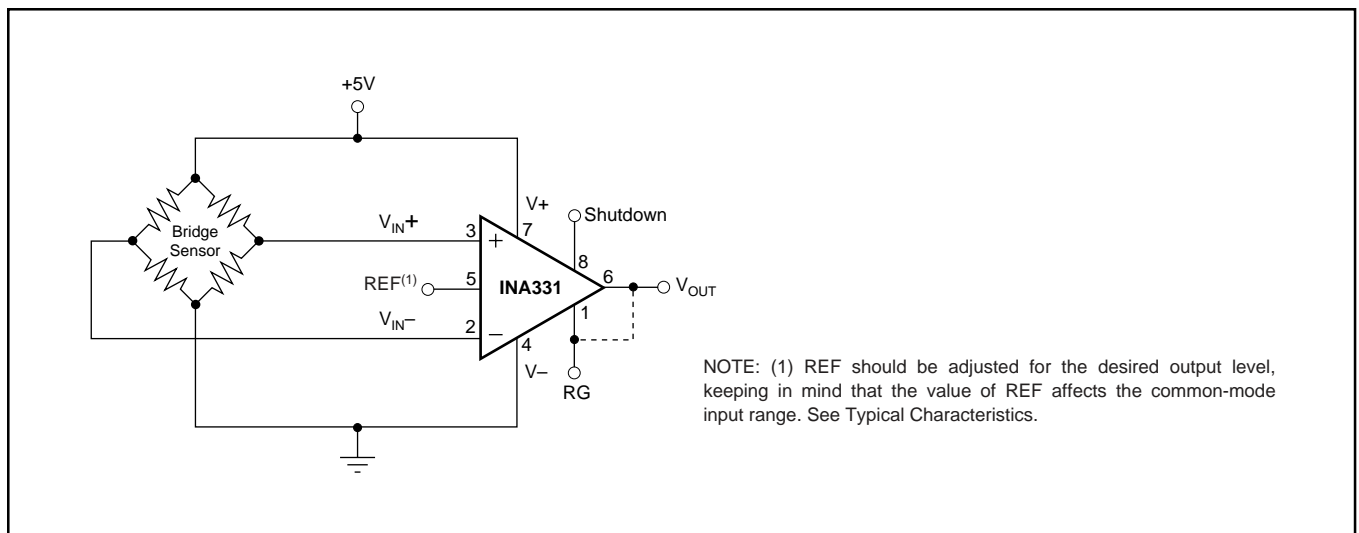 +5V
V+
7
Shutdown
8
VIN+
3
+
Bridge
Sensor
REF(1)
5
INA331
6
VOUT
VIN–
2
–
1
4
V–
RG
NOTE: (1) REF should be adjusted for the desired output level,
keeping in mind that the value of REF affects the common-mode
input range. See Typical Characteristics.